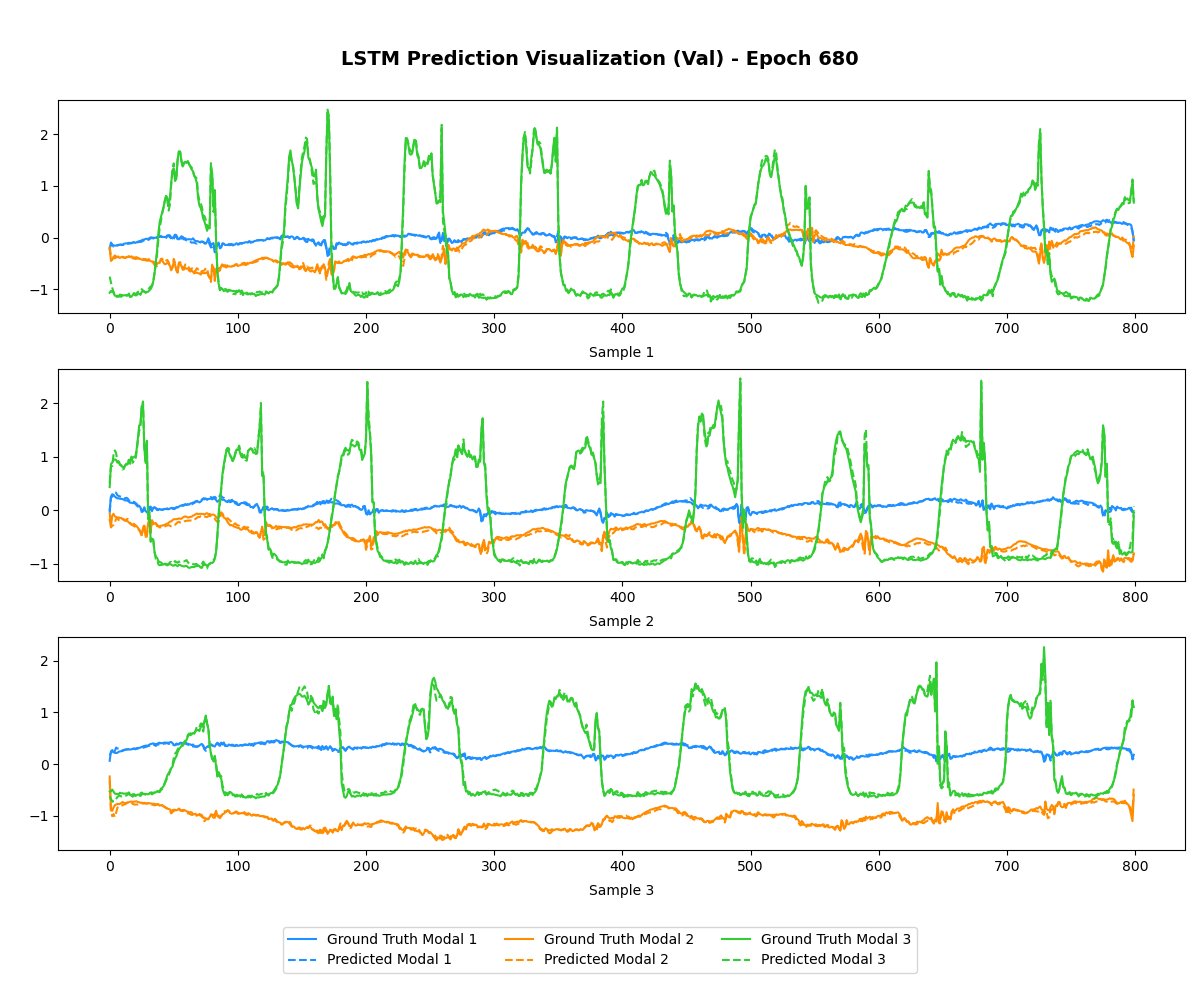 LSTM Prediction Visualization (Val) - Epoch 680
2
1
0
−1
0 100 200 300 400 500 600 700 800
Sample 1
2
1
0
−1
0 100 200 300 400 500 600 700 800
Sample 2
2
1
0
−1
0 100 200 300 400 500 600 700 800
Sample 3
Ground Truth Modal 1 Ground Truth Modal 2 Ground Truth Modal 3
Predicted Modal 1 Predicted Modal 2 Predicted Modal 3